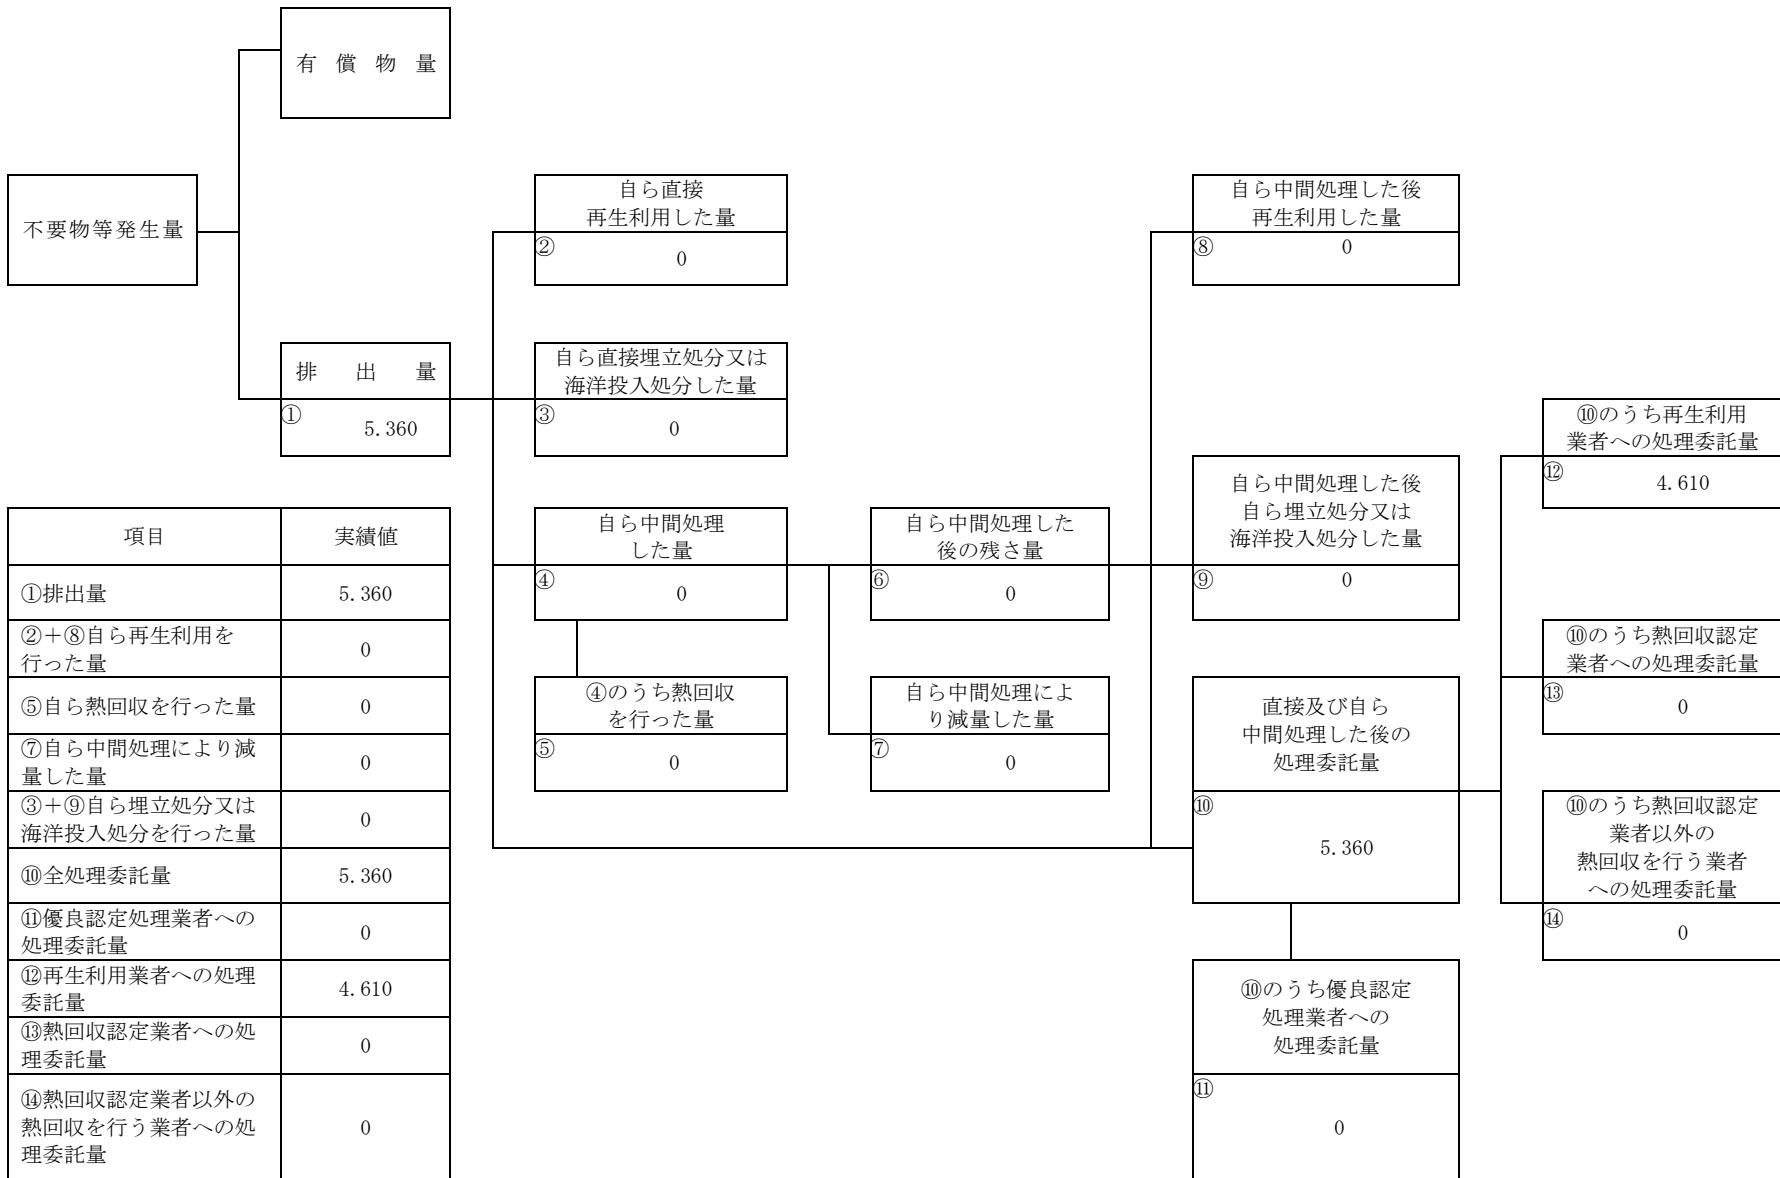 有償物量
不要物等発生量
排出量
①
5.360
自ら直接
再生利用した量
②
0
自ら直接埋立処分又は
海洋投入処分した量
③
0
自ら中間処理
した量
④
0
④のうち熱回収
を行った量
⑤
0
自ら中間処理した
後の残さ量
⑥
0
自ら中間処理によ
り減量した量
⑦
0
自ら中間処理した後
再生利用した量
⑧
0
自ら中間処理した後
自ら埋立処分又は
海洋投入処分した量
⑨
0
直接及び自ら
中間処理した後の
処理委託量
⑩
5.360
⑩のうち優良認定
処理業者への
処理委託量
⑪
0
⑩のうち再生利用
業者への処理委託量
⑫
4.610
⑩のうち熱回収認定
業者への処理委託量
⑬
0
⑩のうち熱回収認定
業者以外の
熱回収を行う業者
への処理委託量
⑭
0
項目 実績値
①排出量 5.360
②＋⑧自ら再生利用を
行った量
0
⑤自ら熱回収を行った量 0
⑦自ら中間処理により減
量した量
0
③＋⑨自ら埋立処分又は
海洋投入処分を行った量
0
⑩全処理委託量 5.360
⑪優良認定処理業者への
処理委託量
0
⑫再生利用業者への処理
委託量
4.610
⑬熱回収認定業者への処
理委託量
0
⑭熱回収認定業者以外の
熱回収を行う業者への処
理委託量
0